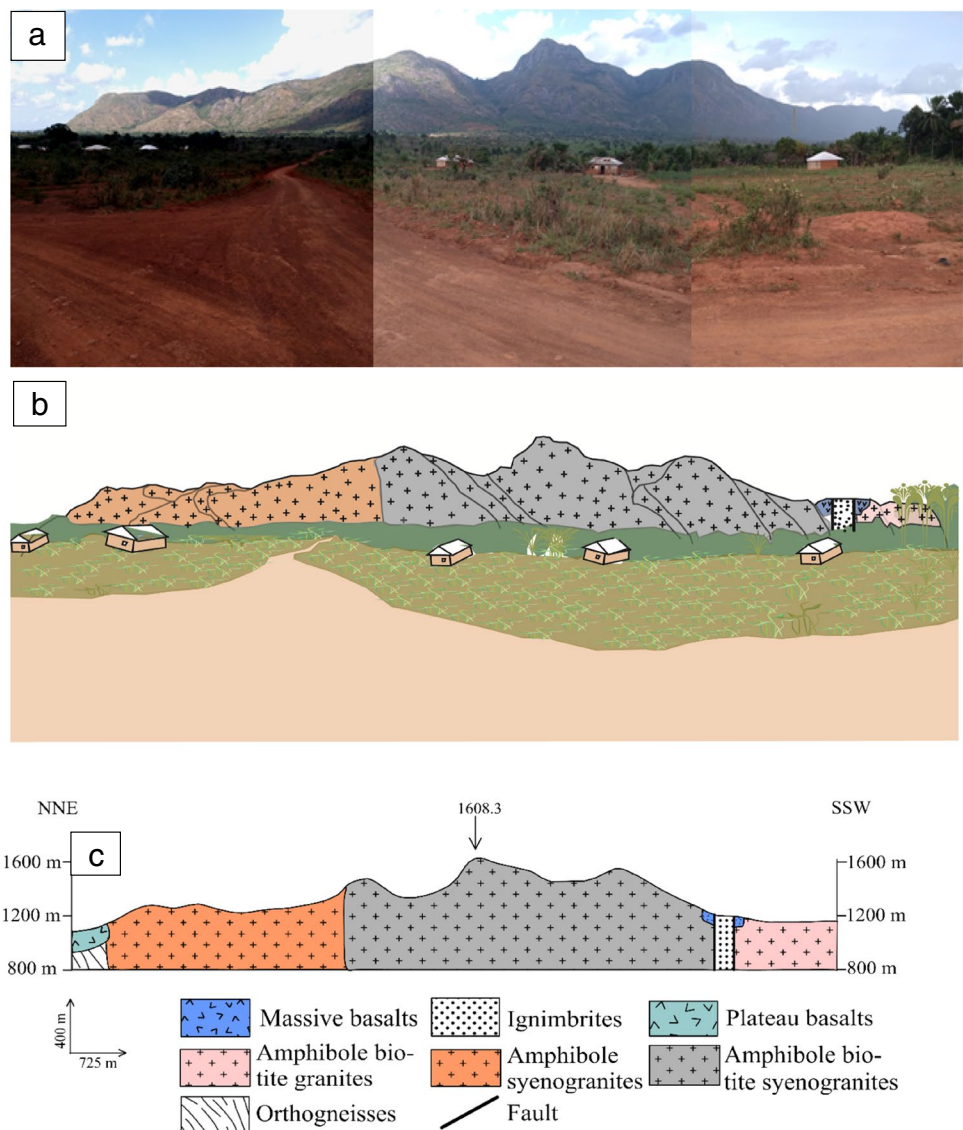 a
b
NNE
1608.3
SSW
c
1600 m
1600 m
1200 m
1200 m
800 m
800 m
400 m
725 m
Massive basalts
Ignimbrites
Plateau basalts
Amphibole bio-
tite granites
Amphibole
syenogranites
Amphibole bio-
tite syenogranites
Orthogneisses
Fault